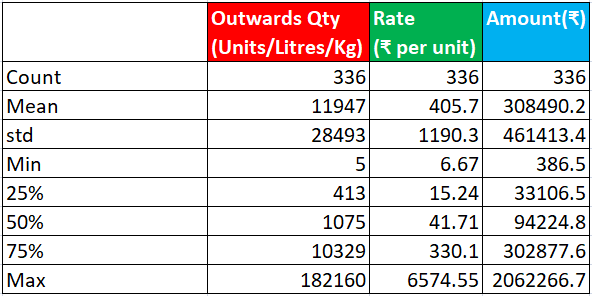 Outwards Qty (Units/Litres/Kg) Rate (₹ per unit) Amount(₹)
Count 336 336 336
Mean 11947 405.7 308490.2
std 28493 1190.3 461413.4
Min 5 6.67 386.5
25% 413 15.24 33106.5
50% 1075 41.71 94224.8
75% 10329 330.1 302877.6
Max 182160 6574.55 2062266.7